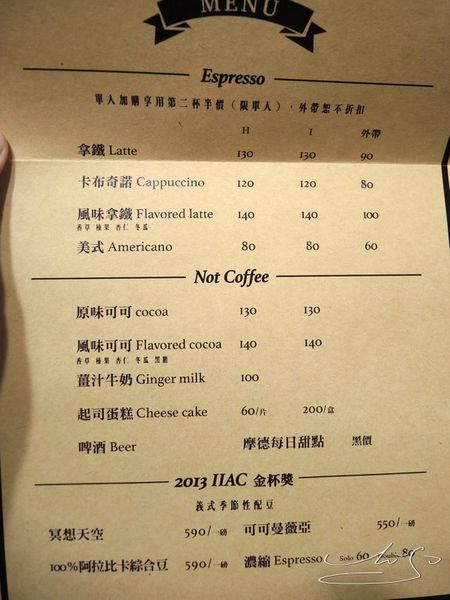 MENU
Espresso
單人加購享用第二杯半價（限單人），外帶恕不折扣
H I 外帶
拿鐵 Latte 130 130 90
卡布奇諾 Cappuccino 120 120 80
風味拿鐵 Flavored latte 140 140 100
香草 榛果 杏仁 冬瓜
美式 Americano 80 80 60
Not Coffee
原味可可 cocoa 130 130
風味可可 Flavored cocoa 140 140
香草 榛果 杏仁 冬瓜 黑糖
薑汁牛奶 Ginger milk 100
起司蛋糕 Cheese cake 60/片 200/盒
啤酒 Beer 摩德每日甜點 黑價
2013 IIAC 金杯獎
義式季節性配豆
冥想天空 590/一磅 可可曼薇亞 550/一磅
100%阿拉比卡綜合豆 590/一磅 濃縮 Espresso Solo 60 Double 80